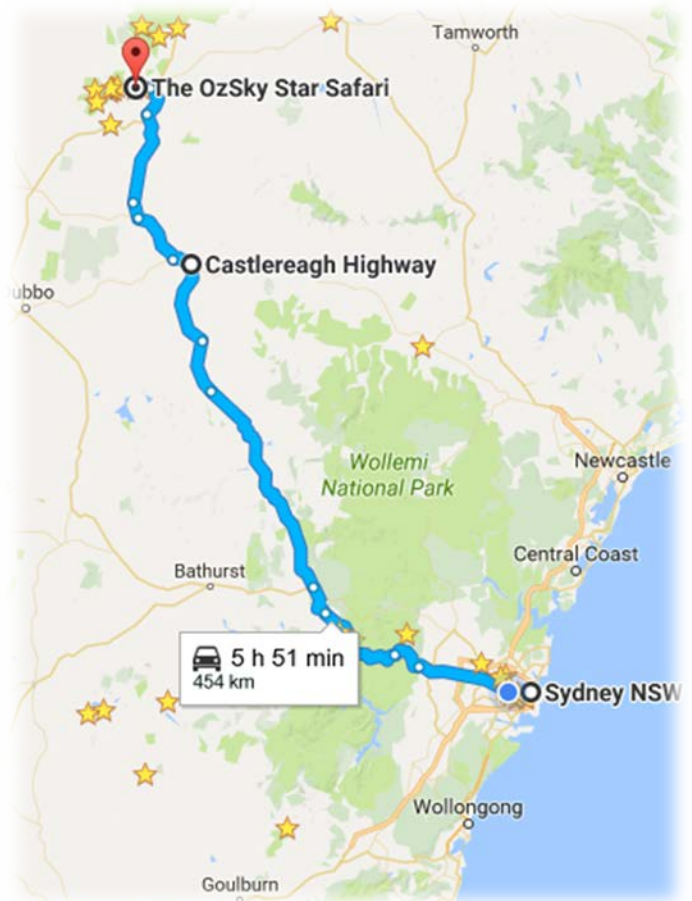 Tamworth
The OzSky Star Safari
Castlereagh Highway
ubbo
Wollemi
National Park
Newcastle
Central Coast
Bathurst
5 h 51 min
454 km
Sydney NSW
Wollongong
Goulburn